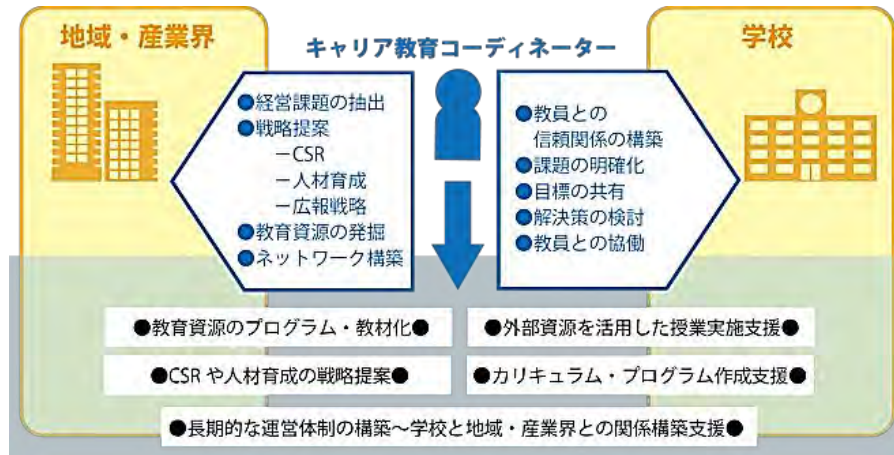 地域・産業界
キャリア教育コーディネーター
学校
●経営課題の抽出
●戦略提案
－CSR
－人材育成
－広報戦略
●教育資源の発掘
●ネットワーク構築
●教員との
信頼関係の構築
●課題の明確化
●目標の共有
●解決策の検討
●教員との協働
●教育資源のプログラム・教材化●
●外部資源を活用した授業実施支援●
●CSRや人材育成の戦略提案●
●カリキュラム・プログラム作成支援●
●長期的な運営体制の構築～学校と地域・産業界との関係構築支援●